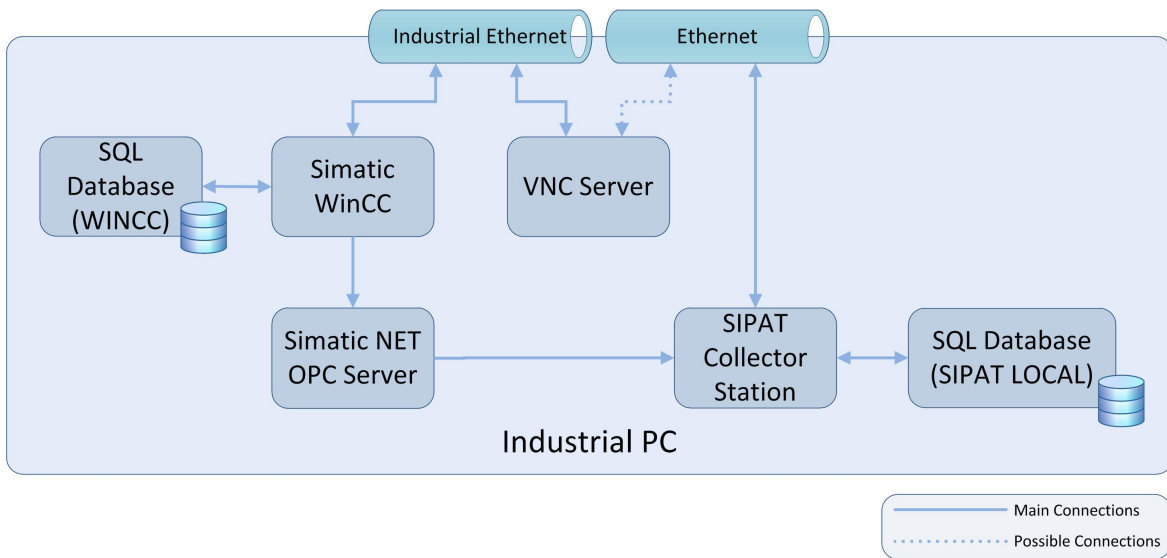 Industrial Ethernet
Ethernet
SQL
Database
(WINCC)
Simatic
WinCC
VNC Server
Simatic NET
OPC Server
SIPAT
Collector
Station
SQL Database
(SIPAT LOCAL)
Industrial PC
Main Connections
Possible Connections